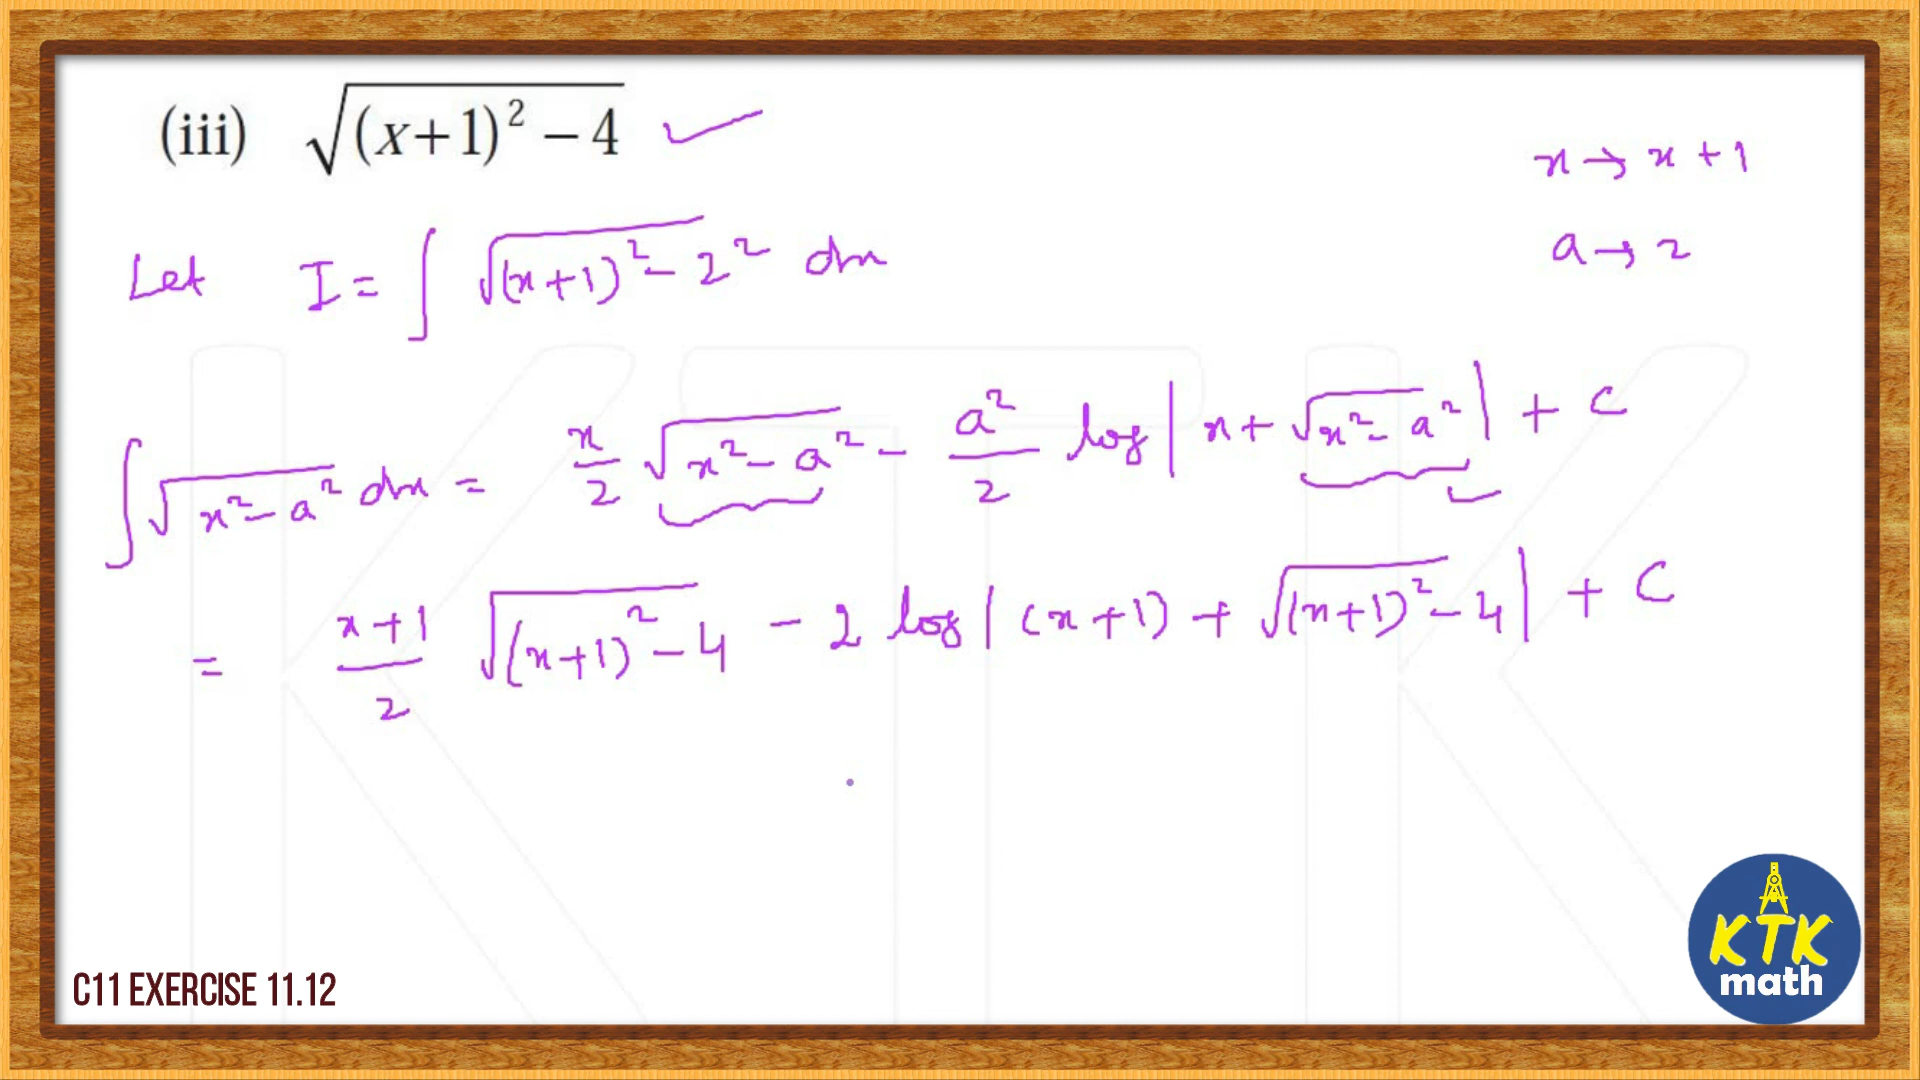 (iii) √((x+1)² − 4) ✓
x → x + 1
Let I = ∫ √((x+1)² − 2²) dx
a → 2
∫ √(x² − a²) dx = x/2 √(x² − a²) − a²/2 log | x + √(x² − a²) | + C
= x+1/2 √((x+1)² − 4) − 2 log | (x+1) + √((x+1)² − 4) | + C
KTK
math
C11 EXERCISE 11.12